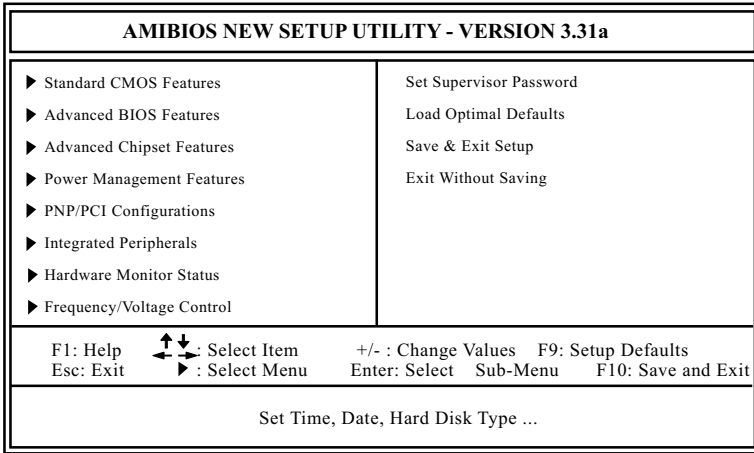 AMIBIOS NEW SETUP UTILITY - VERSION 3.31a
Standard CMOS Features
Advanced BIOS Features
Advanced Chipset Features
Power Management Features
PNP/PCI Configurations
Integrated Peripherals
Hardware Monitor Status
Frequency/Voltage Control
Set Supervisor Password
Load Optimal Defaults
Save & Exit Setup
Exit Without Saving
F1: Help : Select Item +/- : Change Values F9: Setup Defaults
Esc: Exit : Select Menu Enter: Select Sub-Menu F10: Save and Exit
Set Time, Date, Hard Disk Type ...